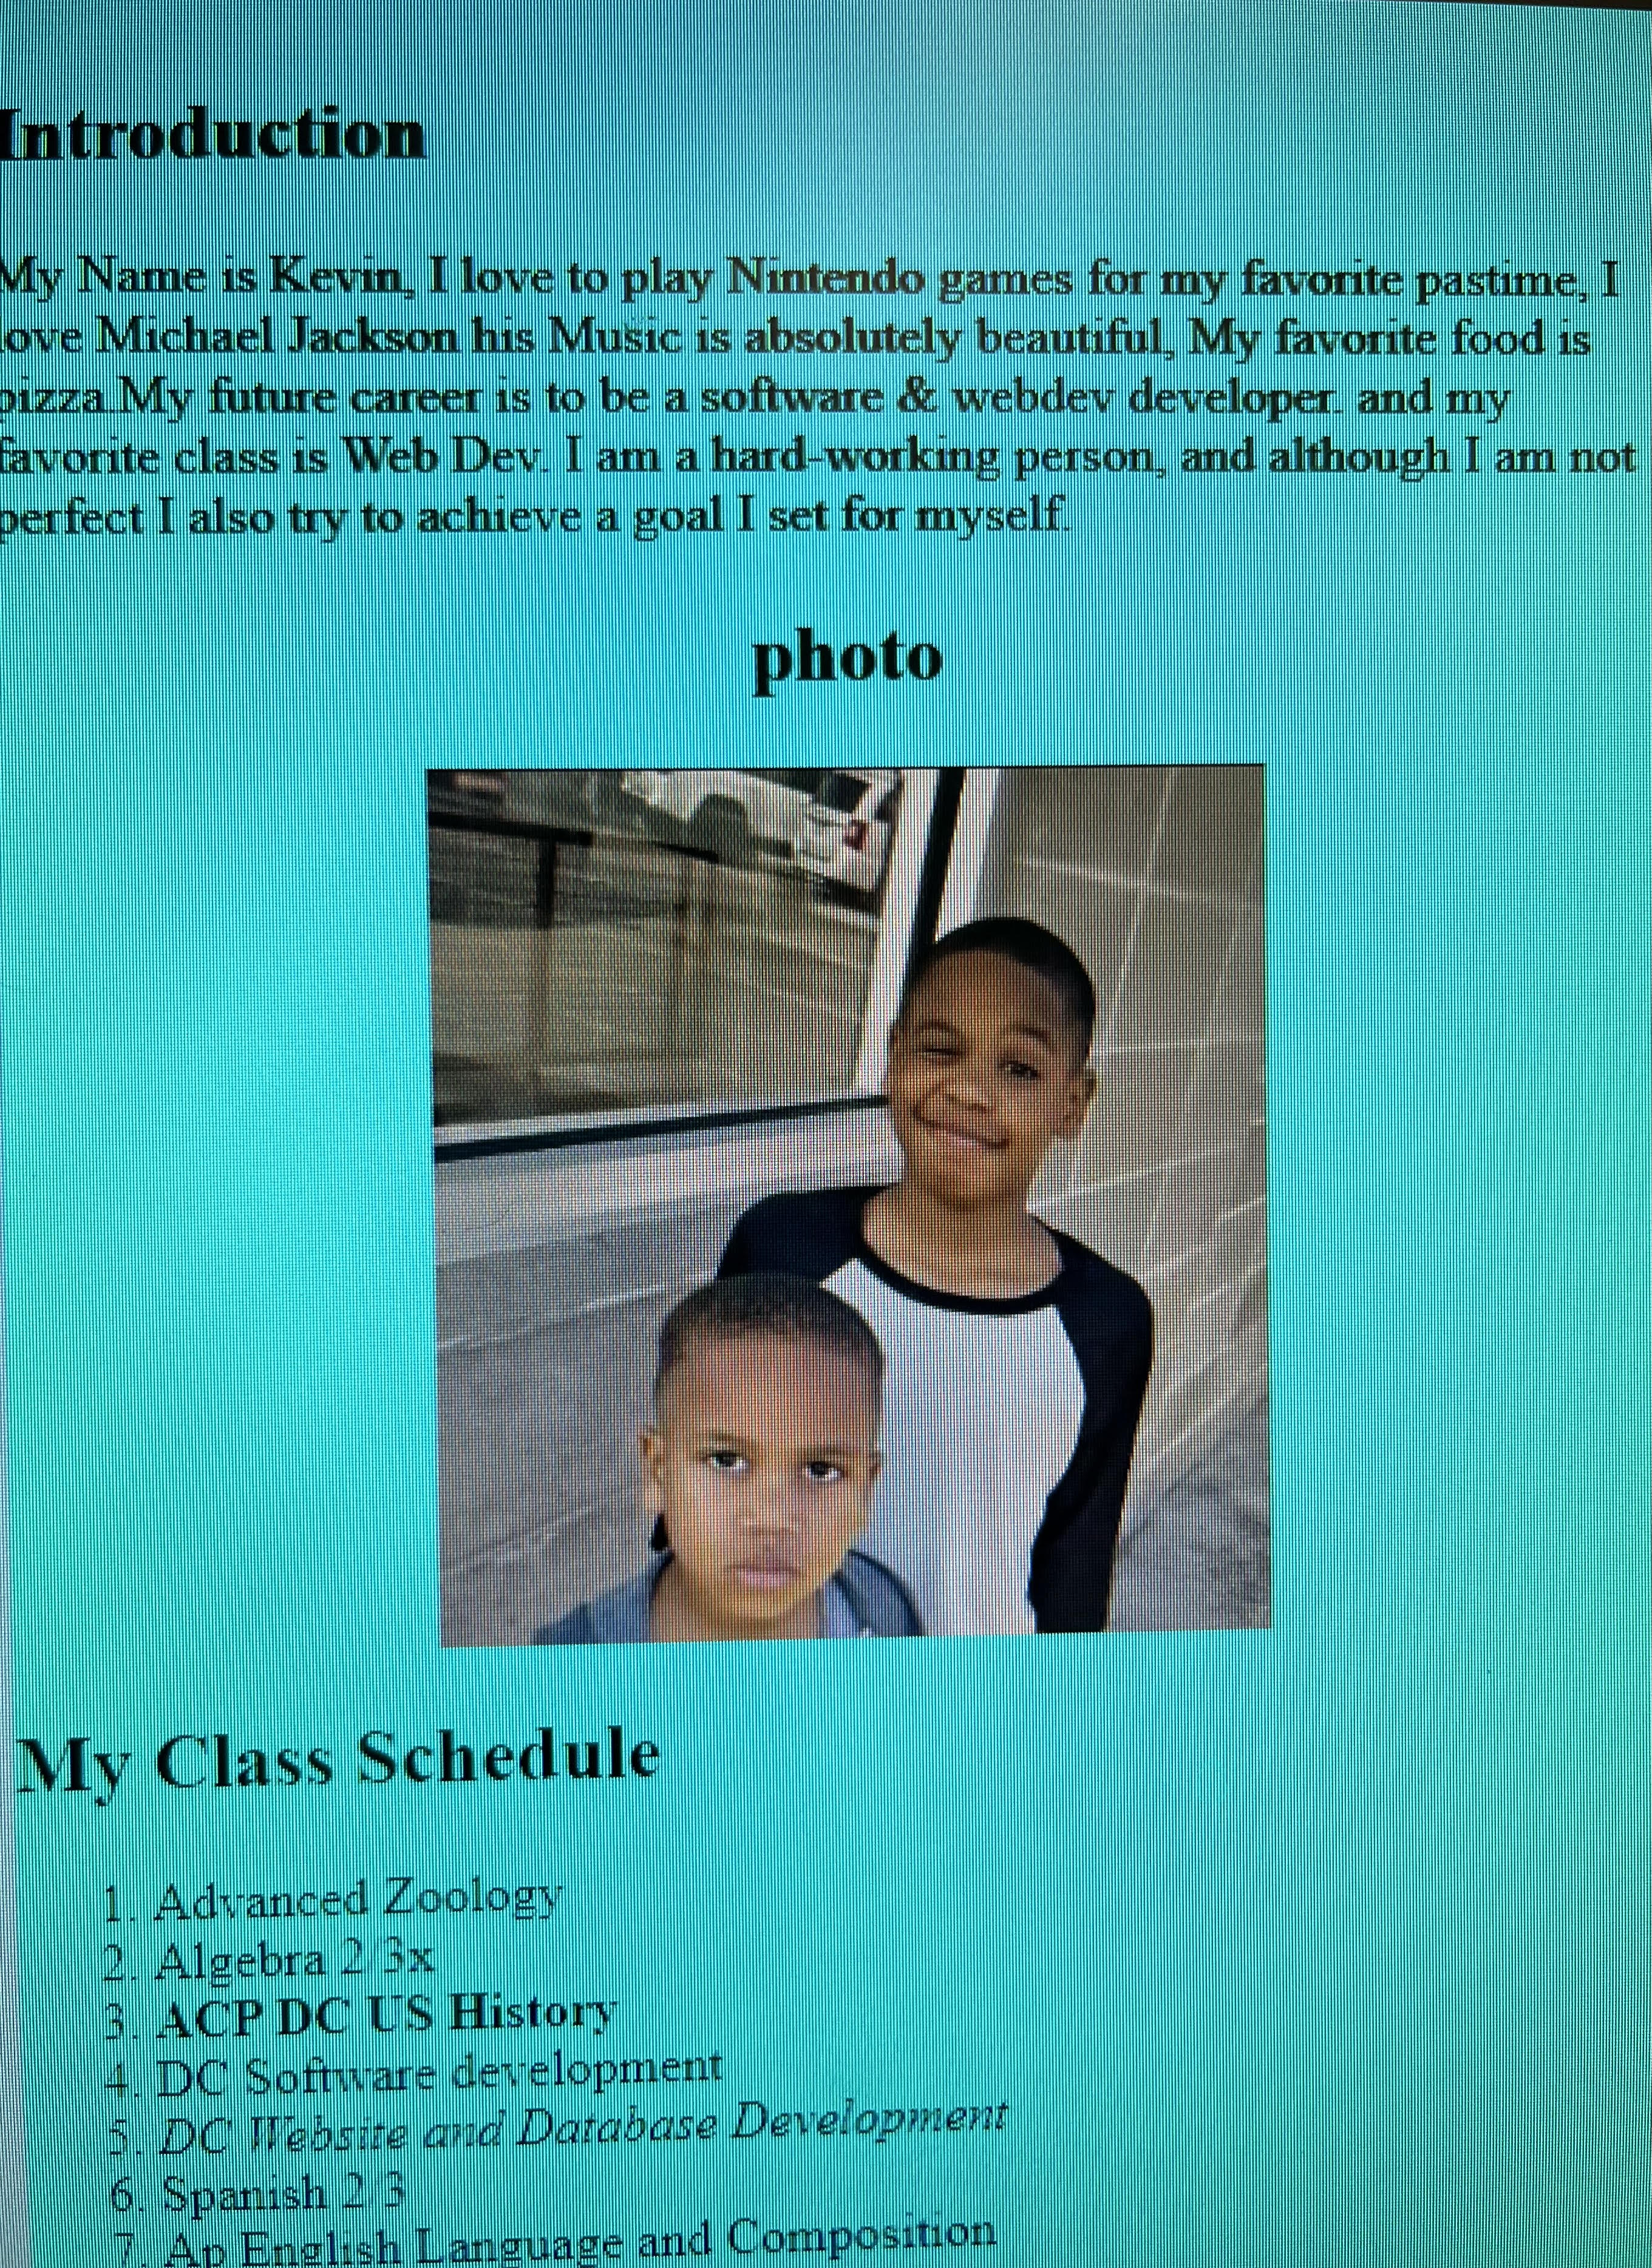 Introduction
My Name is Kevin, I love to play Nintendo games for my favorite pastime, I
love Michael Jackson his Music is absolutely beautiful, My favorite food is
pizza.My future career is to be a software & webdev developer. and my
favorite class is Web Dev. I am a hard-working person, and although I am not
perfect I also try to achieve a goal I set for myself.
photo
My Class Schedule
1. Advanced Zoology
2. Algebra 2/3x
3. ACP DC US History
4. DC Software development
5. DC Website and Database Development
6. Spanish 2/3
7. Ap English Language and Composition